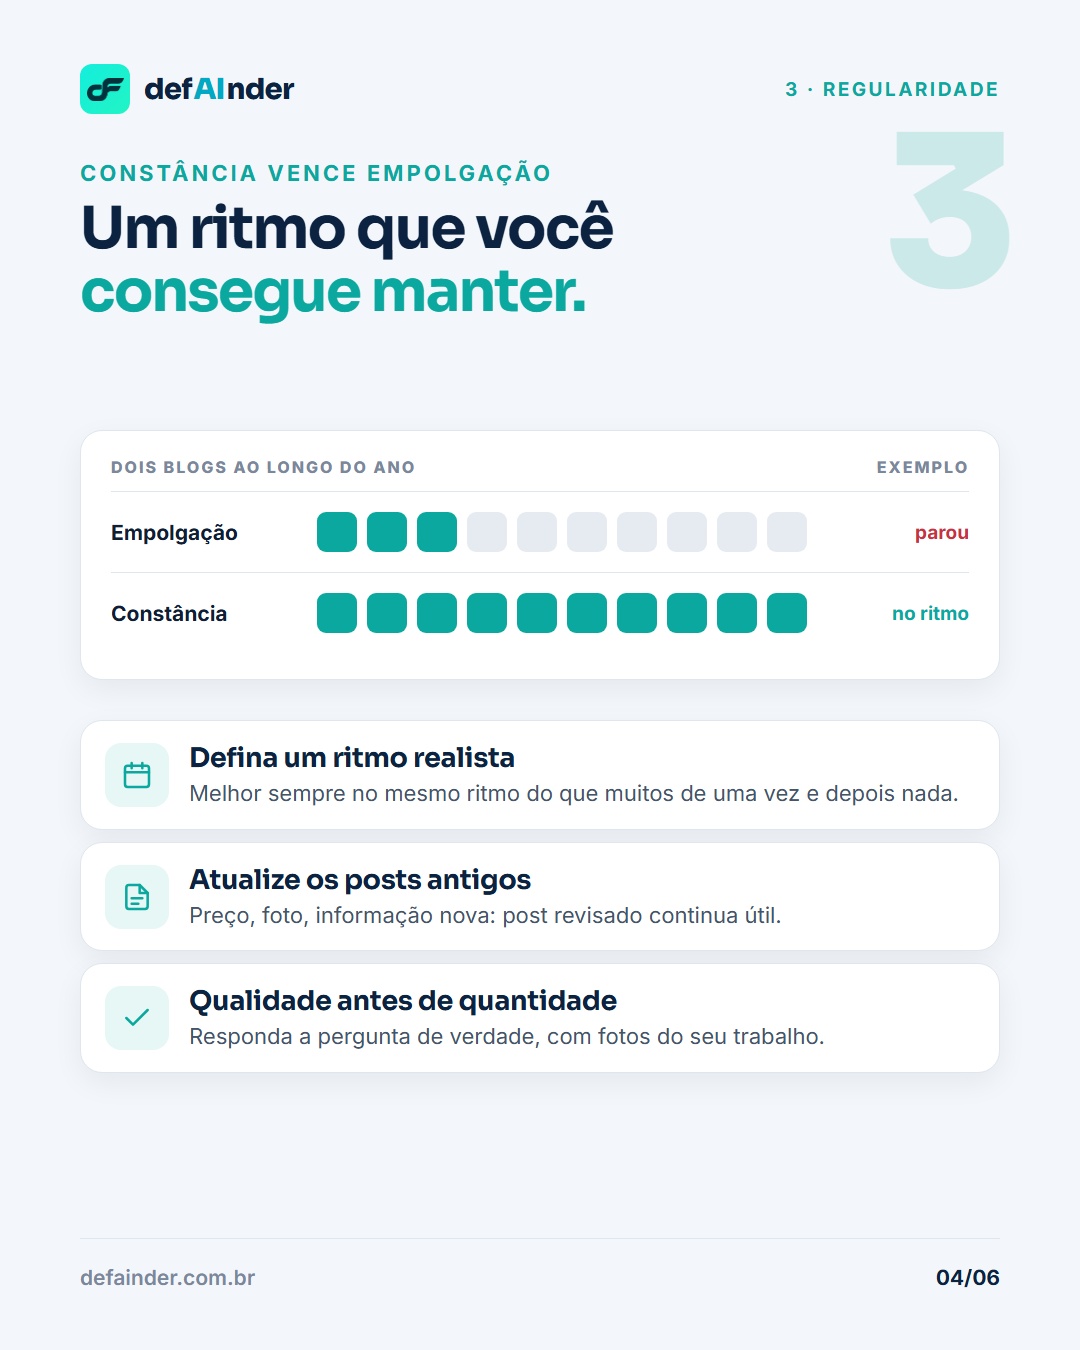 defAInder
3 · REGULARIDADE
3
CONSTÂNCIA VENCE EMPOLGAÇÃO
Um ritmo que você
consegue manter.
DOIS BLOGS AO LONGO DO ANO
EXEMPLO
Empolgação
parou
Constância
no ritmo
Defina um ritmo realista
Melhor sempre no mesmo ritmo do que muitos de uma vez e depois nada.
Atualize os posts antigos
Preço, foto, informação nova: post revisado continua útil.
Qualidade antes de quantidade
Responda a pergunta de verdade, com fotos do seu trabalho.
defainder.com.br
04/06